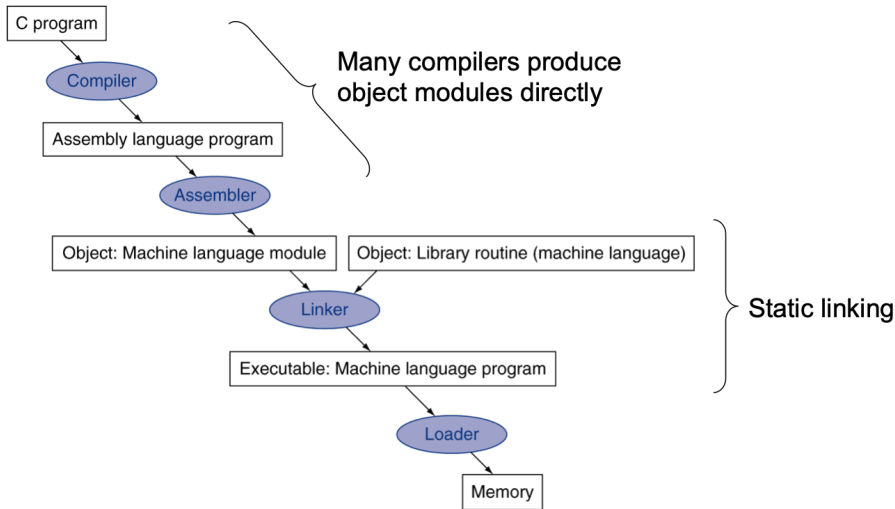 C program
Compiler
Many compilers produce
object modules directly
Assembly language program
Assembler
Object: Machine language module
Object: Library routine (machine language)
Linker
Static linking
Executable: Machine language program
Loader
Memory